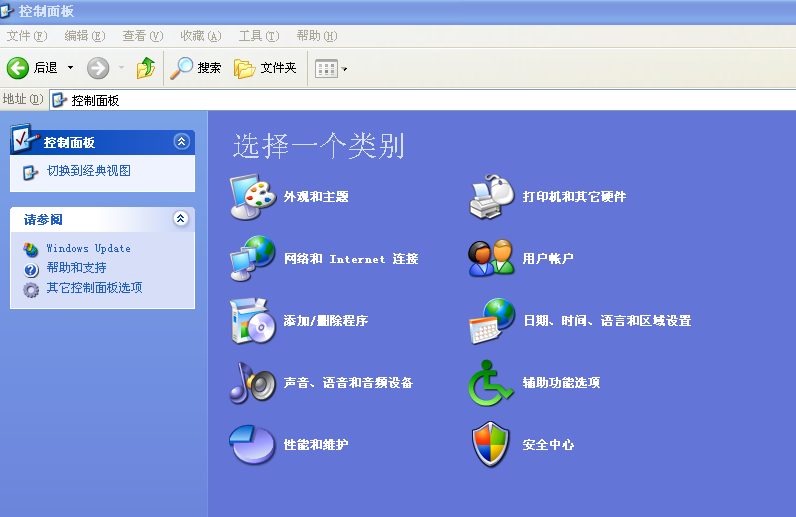 控制面板
文件(F) 编辑(E) 查看(V) 收藏(A) 工具(T) 帮助(H)
后退 搜索 文件夹
地址(D) 控制面板
控制面板
切换到经典视图
请参阅
Windows Update
帮助和支持
其它控制面板选项
选择一个类别
外观和主题
打印机和其它硬件
网络和 Internet 连接
用户帐户
添加/删除程序
日期、时间、语言和区域设置
声音、语音和音频设备
辅助功能选项
性能和维护
安全中心